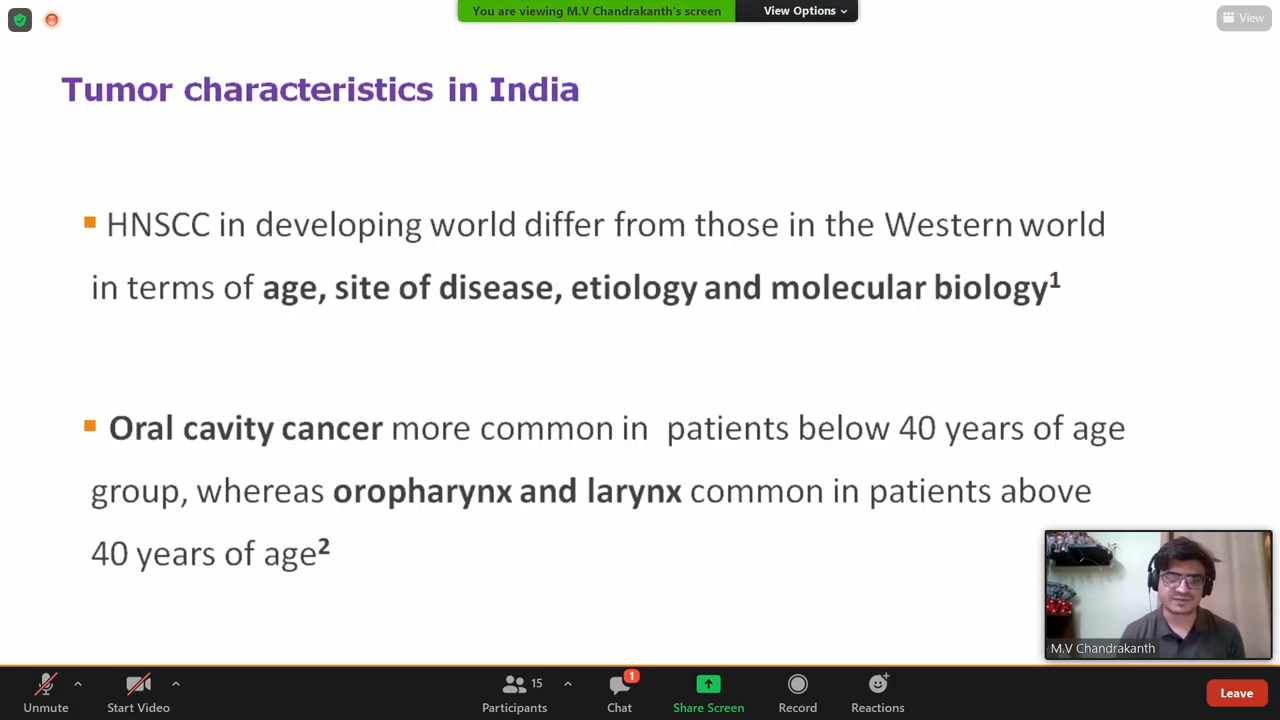 You are viewing M.V Chandrakanth's screen
View Options
View
Tumor characteristics in India
HNSCC in developing world differ from those in the Western world
in terms of age, site of disease, etiology and molecular biology¹
Oral cavity cancer more common in patients below 40 years of age
group, whereas oropharynx and larynx common in patients above
40 years of age²
M.V Chandrakanth
15
1
Unmute
Start Video
Participants
Chat
Share Screen
Record
Reactions
Leave